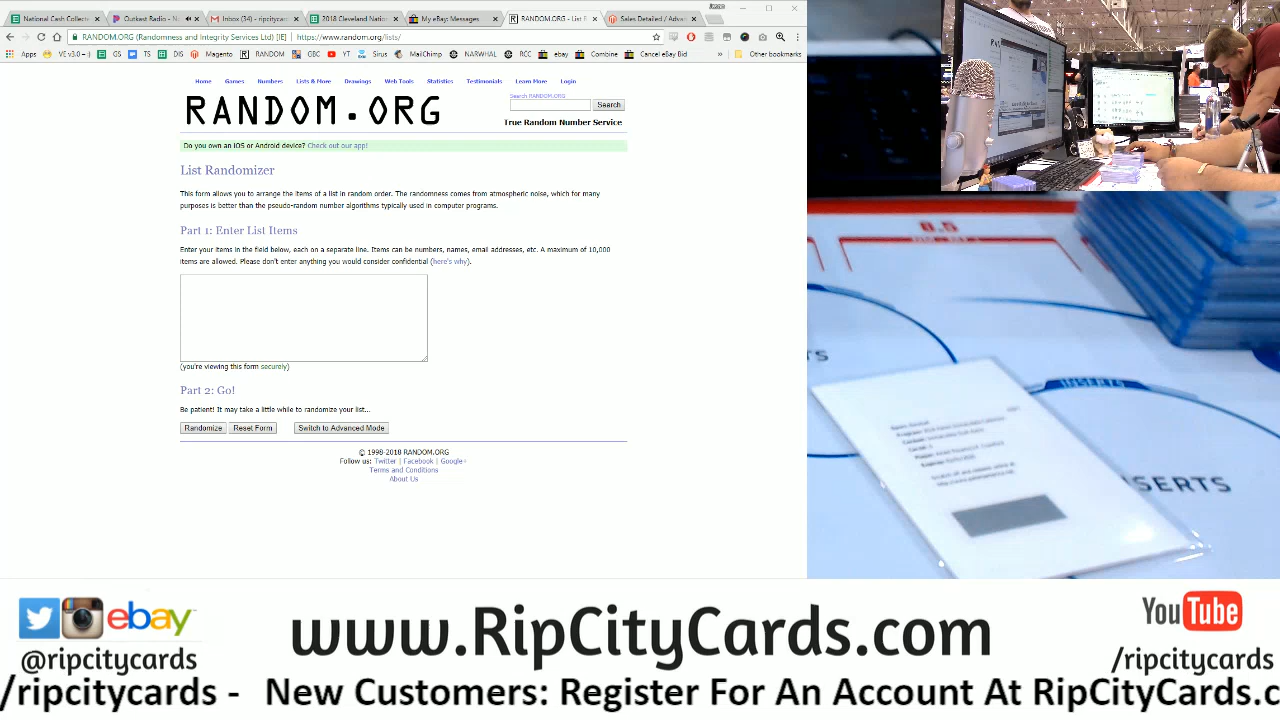 National Cash Collect
Outkast Radio - N
Inbox (34) - ripcitycar
2018 Cleveland Natio
My eBay: Messages
RANDOM.ORG - List R
Sales Detailed / Adva
RANDOM.ORG (Randomness and Integrity Services Ltd) [IE]
https://www.random.org/lists/
Apps
YE v3.0 – (
GS
TS
DIS
Magento
RANDOM
GBC
YT
Sirus
MailChimp
NARWHAL
RCC
ebay
Combine
Cancel eBay Bid
»
Other bookmarks
Home
Games
Numbers
Lists & More
Drawings
Web Tools
Statistics
Testimonials
Learn More
Login
RANDOM.ORG
Search RANDOM.ORG
Search
True Random Number Service
Do you own an iOS or Android device? Check out our app!
List Randomizer
This form allows you to arrange the items of a list in random order. The randomness comes from atmospheric noise, which for many
purposes is better than the pseudo-random number algorithms typically used in computer programs.
Part 1: Enter List Items
Enter your items in the field below, each on a separate line. Items can be numbers, names, email addresses, etc. A maximum of 10,000
items are allowed. Please don't enter anything you would consider confidential (here's why).
(you're viewing this form securely)
Part 2: Go!
Be patient! It may take a little while to randomize your list...
Randomize
Reset Form
Switch to Advanced Mode
© 1998-2018 RANDOM.ORG
Follow us: Twitter | Facebook | Google+
Terms and Conditions
About Us
INSERTS
INSERTS
ebay
@ripcitycards
www.RipCityCards.com
YouTube
/ripcitycards
/ripcitycards - New Customers: Register For An Account At RipCityCards.c